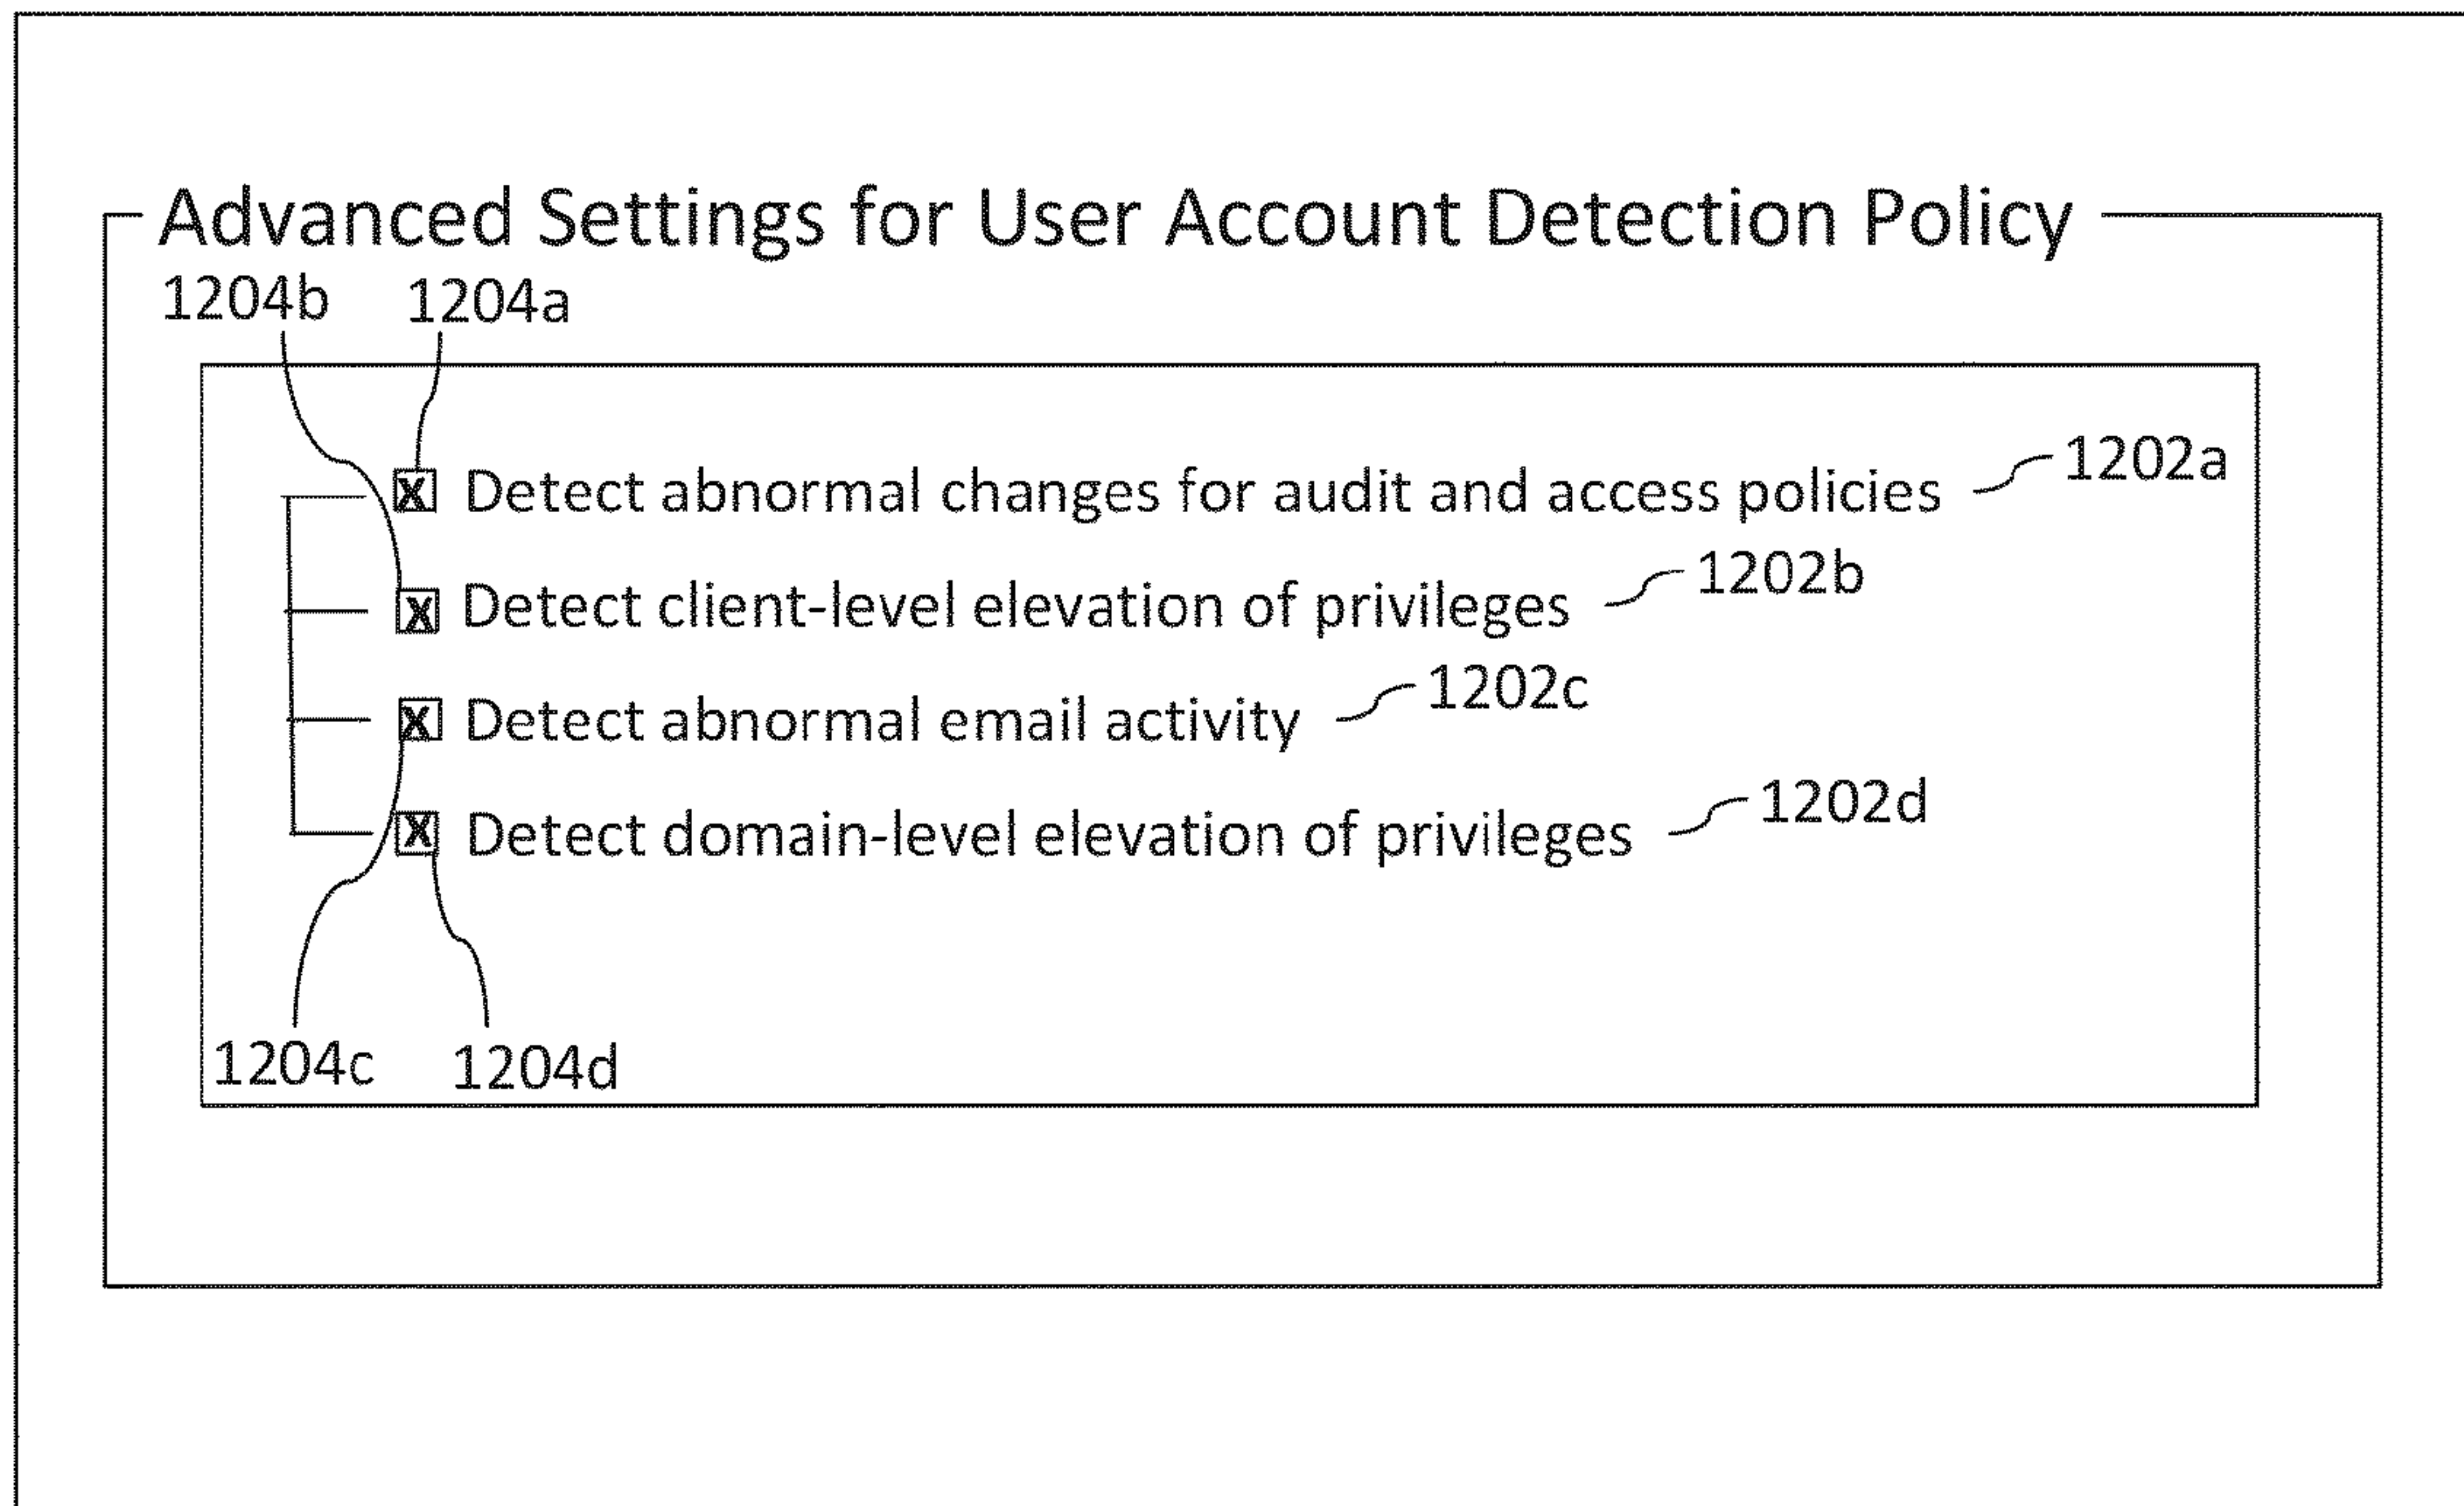 Advanced Settings for User Account Detection Policy
1204b 1204a
X Detect abnormal changes for audit and access policies 1202a
X Detect client-level elevation of privileges 1202b
X Detect abnormal email activity 1202c
X Detect domain-level elevation of privileges 1202d
1204c 1204d